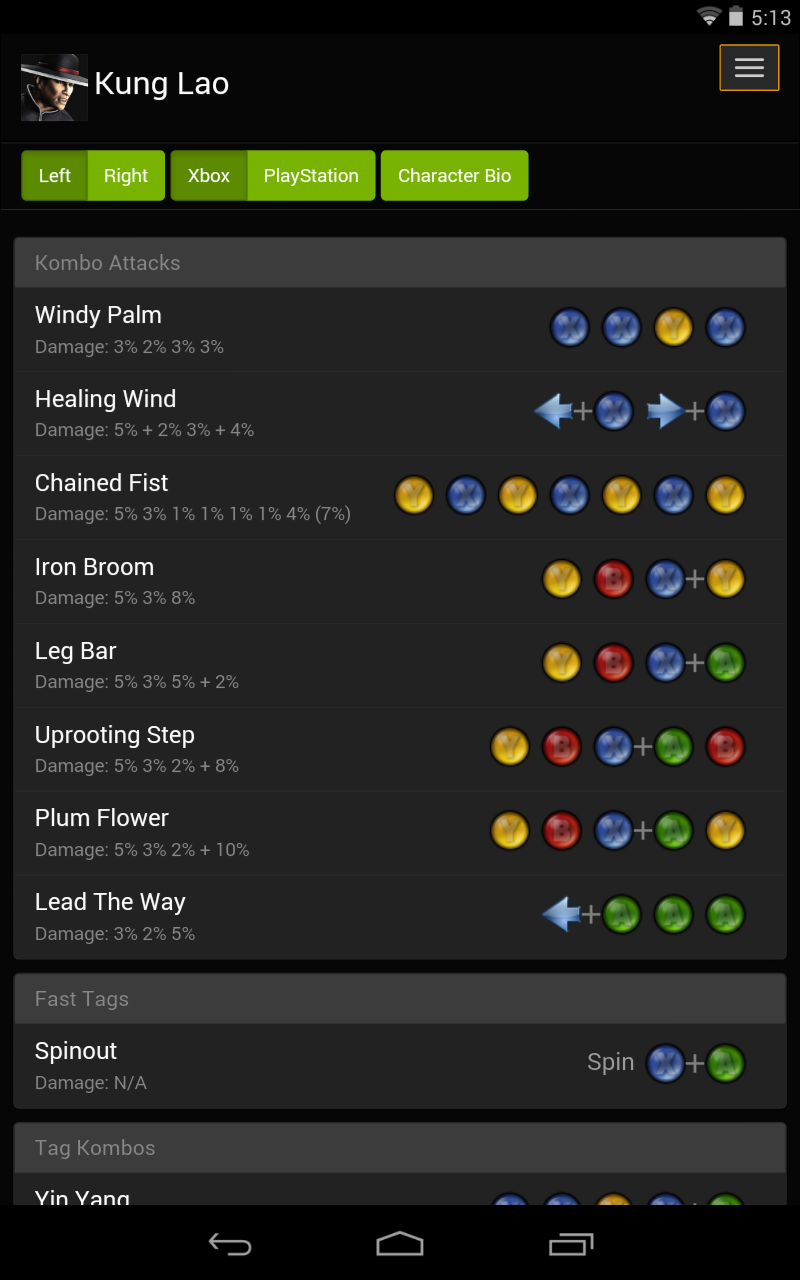 5:13
Kung Lao
Left Right Xbox PlayStation Character Bio
Kombo Attacks
Windy Palm
X X Y X
Damage: 3% 2% 3% 3%
Healing Wind
+ X + X
Damage: 5% + 2% 3% + 4%
Chained Fist
Y X Y X Y X Y
Damage: 5% 3% 1% 1% 1% 1% 4% (7%)
Iron Broom
Y B X + Y
Damage: 5% 3% 8%
Leg Bar
Y B X + A
Damage: 5% 3% 5% + 2%
Uprooting Step
Y B X + A B
Damage: 5% 3% 2% + 8%
Plum Flower
Y B X + A Y
Damage: 5% 3% 2% + 10%
Lead The Way
+ A A A
Damage: 3% 2% 5%
Fast Tags
Spinout
Spin X + A
Damage: N/A
Tag Kombos
Yin Yang